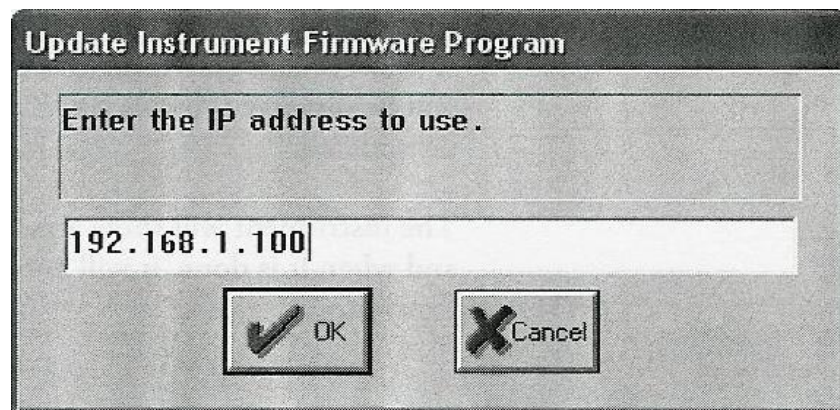 Update Instrument Firmware Program
Enter the IP address to use.
192.168.1.100
OK
Cancel